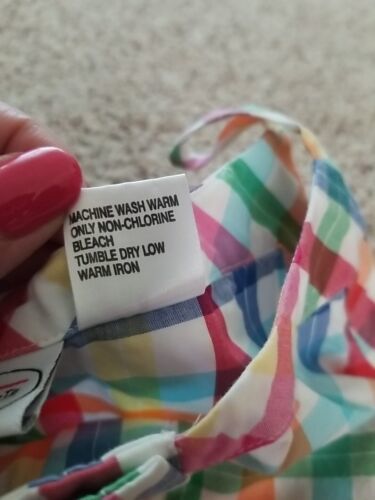 MACHINE WASH WARM
ONLY NON-CHLORINE
BLEACH
TUMBLE DRY LOW
WARM IRON